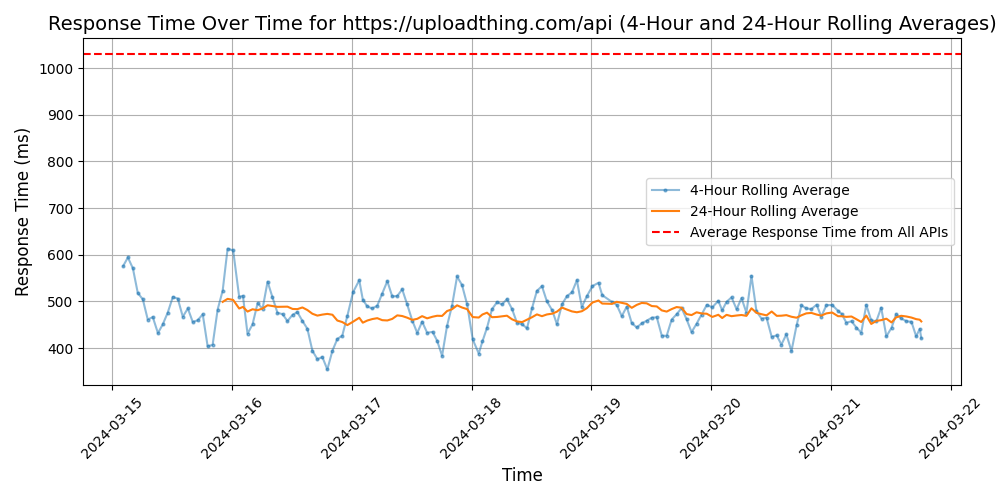 Response Time Over Time for https://uploadthing.com/api (4-Hour and 24-Hour Rolling Averages)
Response Time (ms)
1000
900
800
700
600
500
400
4-Hour Rolling Average
24-Hour Rolling Average
Average Response Time from All APIs
2024-03-15
2024-03-16
2024-03-17
2024-03-18
2024-03-19
2024-03-20
2024-03-21
2024-03-22
Time